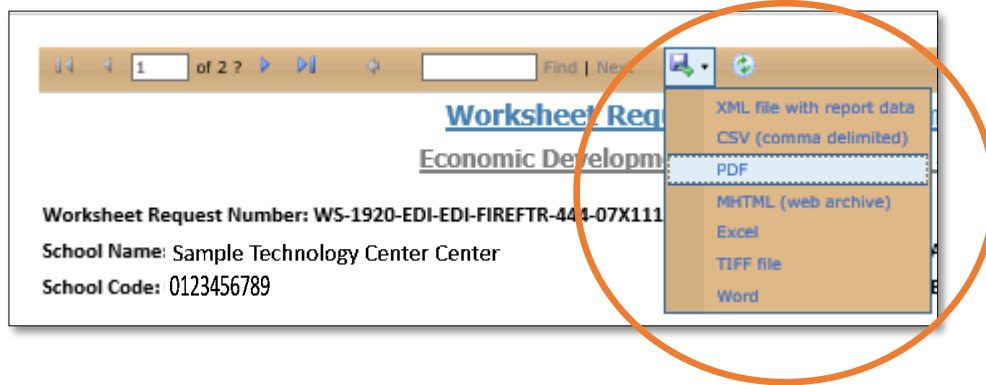 1 of 2 ? Find | Next
XML file with report data
CSV (comma delimited)
PDF
MHTML (web archive)
Excel
TIFF file
Word
Worksheet Req
Economic Developm
Worksheet Request Number: WS-1920-EDI-EDI-FIREFTR-444-07X111
School Name: Sample Technology Center Center
School Code: 0123456789